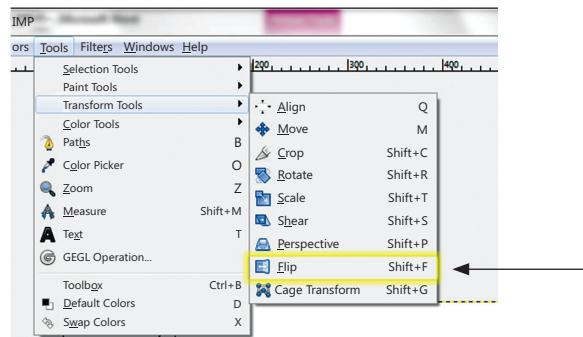 IMP
ors Tools Filters Windows Help
200 300 400
Selection Tools
Paint Tools
Transform Tools
Color Tools
Paths B
Color Picker O
Zoom Z
Measure Shift+M
Text T
GEGL Operation...
Toolbox Ctrl+B
Default Colors D
Swap Colors X
Align Q
Move M
Crop Shift+C
Rotate Shift+R
Scale Shift+T
Shear Shift+S
Perspective Shift+P
Flip Shift+F
Cage Transform Shift+G